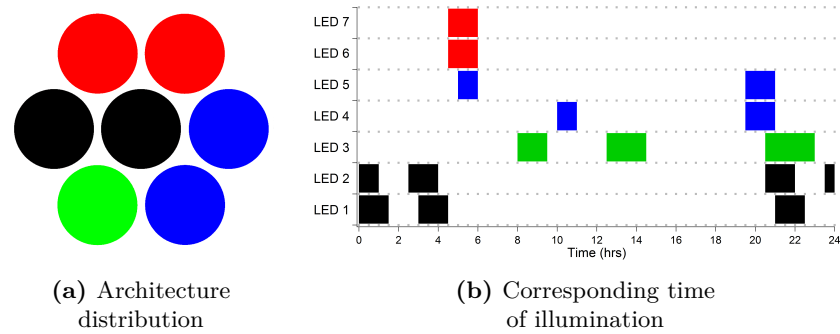 LED 7
LED 6
LED 5
LED 4
LED 3
LED 2
LED 1
0 2 4 6 8 10 12 14 16 18 20 22 24
Time (hrs)
(a) Architecture
distribution
(b) Corresponding time
of illumination